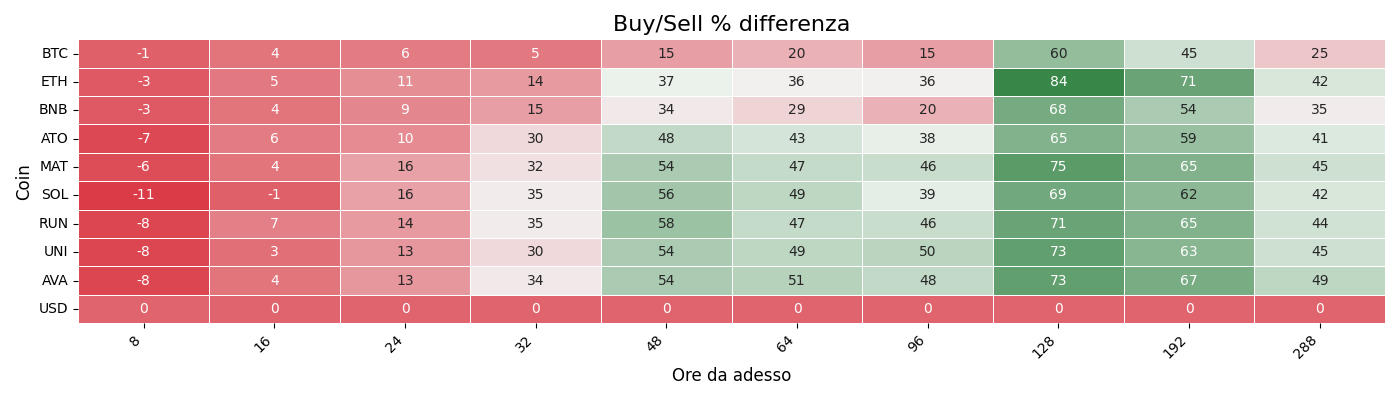 Buy/Sell % differenza
Coin
BTC -1 4 6 5 15 20 15 60 45 25
ETH -3 5 11 14 37 36 36 84 71 42
BNB -3 4 9 15 34 29 20 68 54 35
ATO -7 6 10 30 48 43 38 65 59 41
MAT -6 4 16 32 54 47 46 75 65 45
SOL -11 -1 16 35 56 49 39 69 62 42
RUN -8 7 14 35 58 47 46 71 65 44
UNI -8 3 13 30 54 49 50 73 63 45
AVA -8 4 13 34 54 51 48 73 67 49
USD 0 0 0 0 0 0 0 0 0 0
8 16 24 32 48 64 96 128 192 288
Ore da adesso